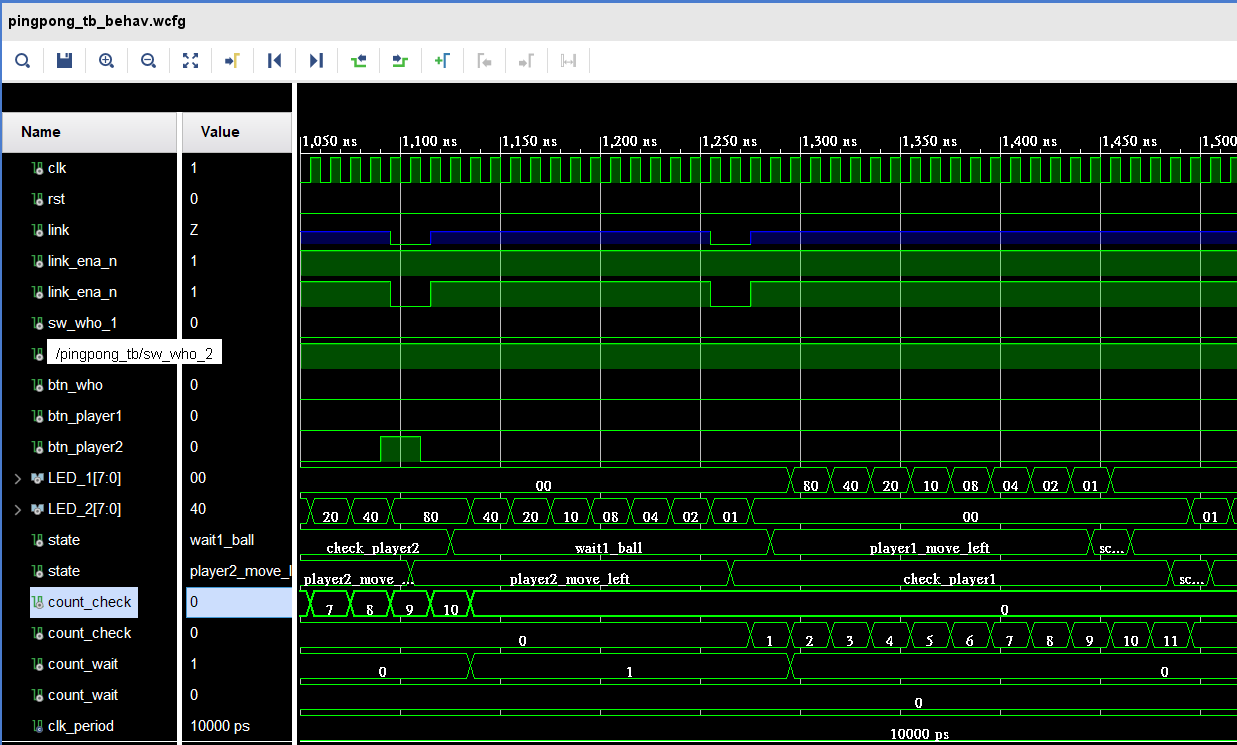 pingpong_tb_behav.wcfg
1,050 ns 1,100 ns 1,150 ns 1,200 ns 1,250 ns 1,300 ns 1,350 ns 1,400 ns 1,450 ns 1,500
Name Value
clk 1
rst 0
link Z
link_ena_n 1
link_ena_n 1
sw_who_1 0
/pingpong_tb/sw_who_2
btn_who 0
btn_player1 0
btn_player2 0
LED_1[7:0] 00 00 80 40 20 10 08 04 02 01
LED_2[7:0] 40 20 40 80 40 20 10 08 04 02 01 00 01
state wait1_ball check_player2 wait1_ball player1_move_left sc...
state player2_move_l player2_move_... player2_move_left check_player1 sc...
count_check 0 7 8 9 10 0
count_check 0 0 1 2 3 4 5 6 7 8 9 10 11
count_wait 1 0 1 0
count_wait 0 0
clk_period 10000 ps 10000 ps